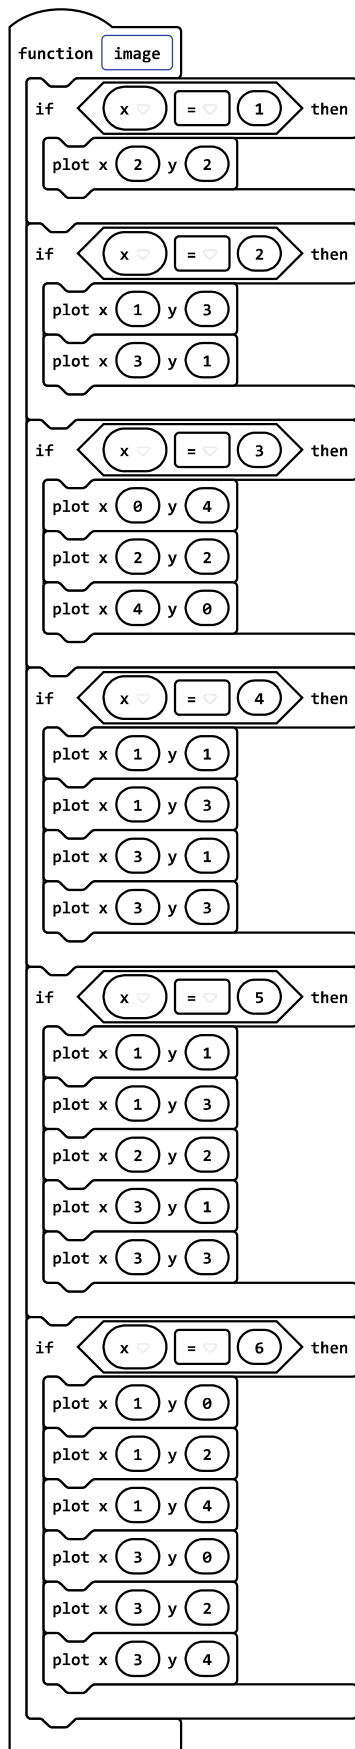 function image
if x = 1 then
plot x 2 y 2
if x = 2 then
plot x 1 y 3
plot x 3 y 1
if x = 3 then
plot x 0 y 4
plot x 2 y 2
plot x 4 y 0
if x = 4 then
plot x 1 y 1
plot x 1 y 3
plot x 3 y 1
plot x 3 y 3
if x = 5 then
plot x 1 y 1
plot x 1 y 3
plot x 2 y 2
plot x 3 y 1
plot x 3 y 3
if x = 6 then
plot x 1 y 0
plot x 1 y 2
plot x 1 y 4
plot x 3 y 0
plot x 3 y 2
plot x 3 y 4